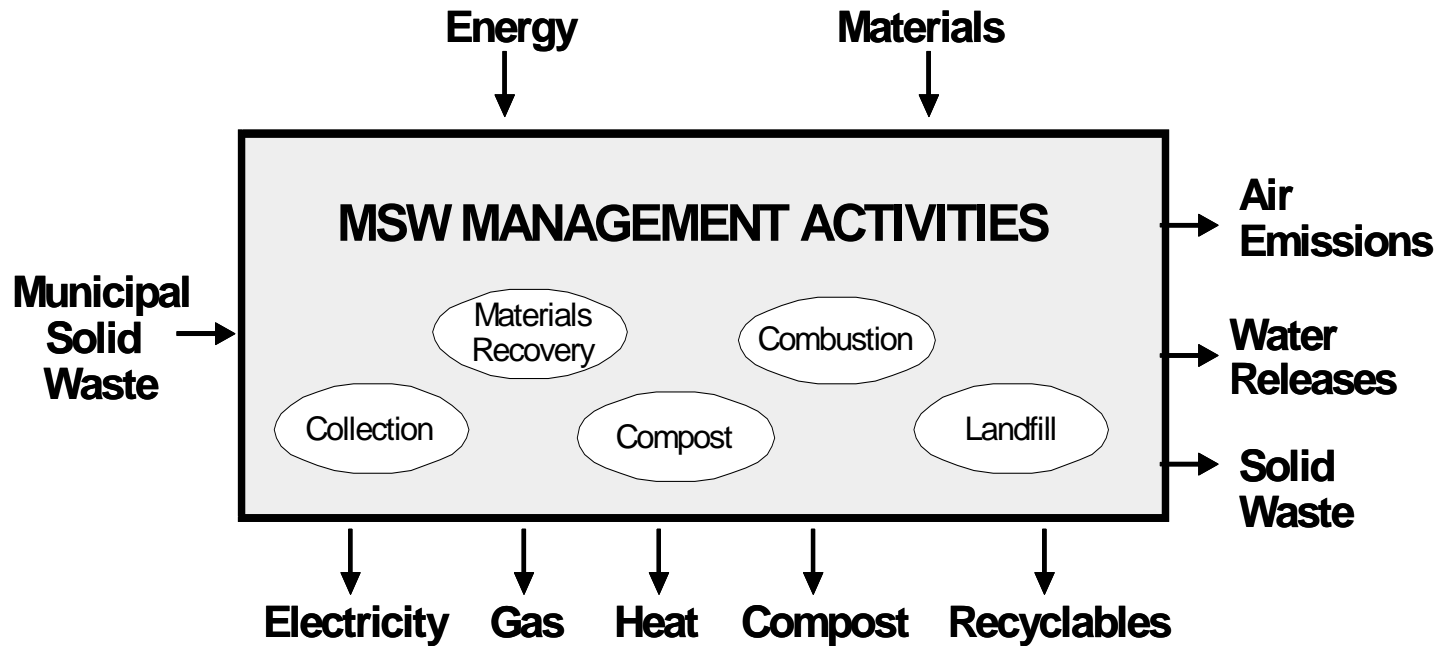 Energy
Materials
MSW MANAGEMENT ACTIVITIES
Air
Emissions
Municipal
Solid
Waste
Materials
Recovery
Combustion
Water
Releases
Collection
Compost
Landfill
Solid
Waste
Electricity
Gas
Heat
Compost
Recyclables